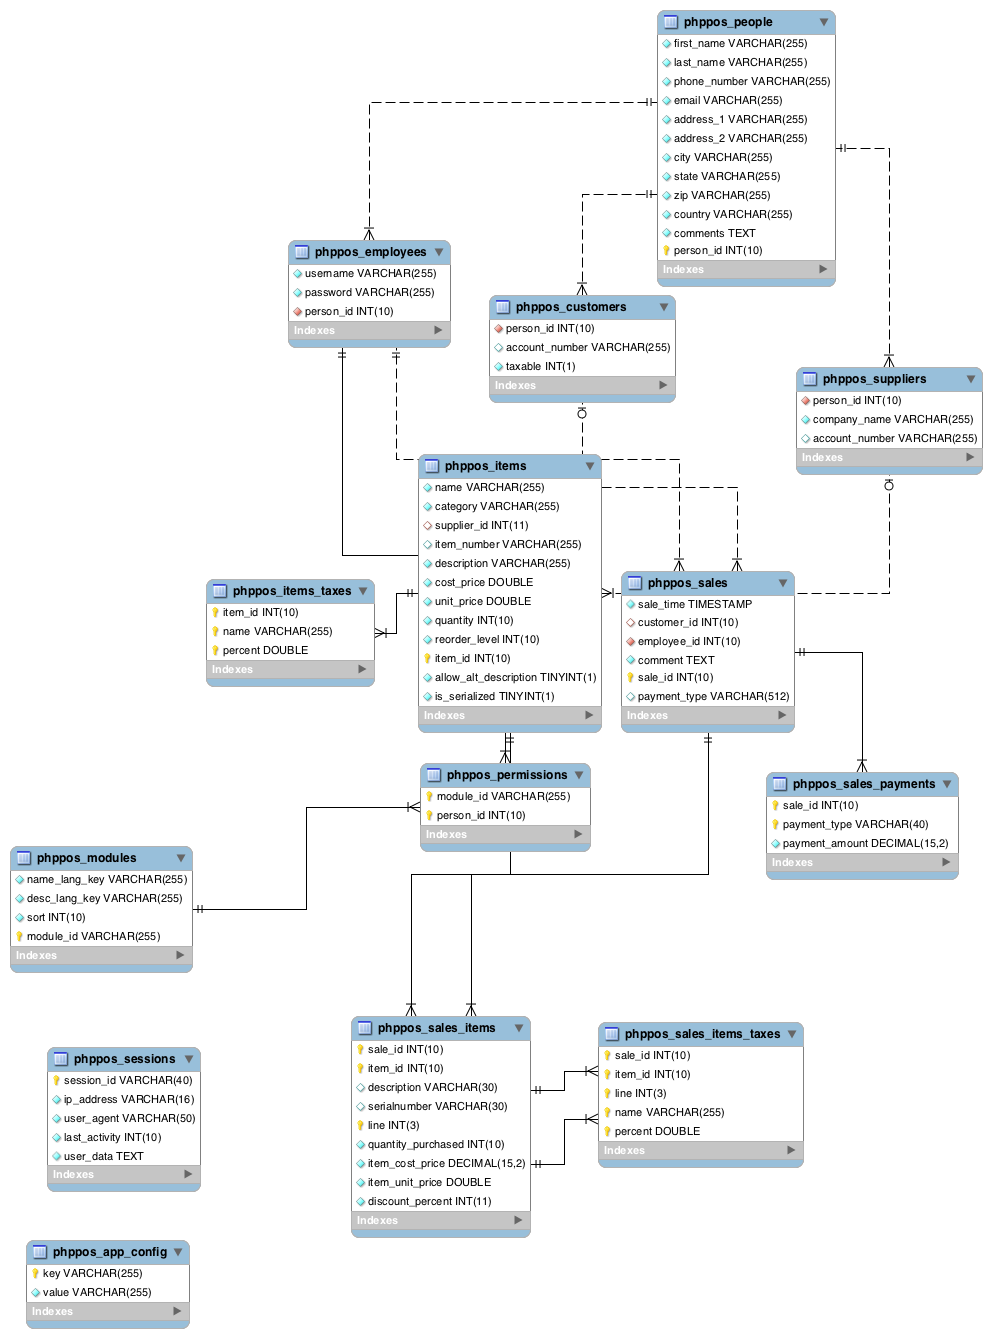 phppos_people
first_name VARCHAR(255)
last_name VARCHAR(255)
phone_number VARCHAR(255)
email VARCHAR(255)
address_1 VARCHAR(255)
address_2 VARCHAR(255)
city VARCHAR(255)
state VARCHAR(255)
zip VARCHAR(255)
country VARCHAR(255)
comments TEXT
person_id INT(10)
Indexes
phppos_employees
username VARCHAR(255)
password VARCHAR(255)
person_id INT(10)
Indexes
phppos_customers
person_id INT(10)
account_number VARCHAR(255)
taxable INT(1)
Indexes
phppos_suppliers
person_id INT(10)
company_name VARCHAR(255)
account_number VARCHAR(255)
Indexes
phppos_items
name VARCHAR(255)
category VARCHAR(255)
supplier_id INT(11)
item_number VARCHAR(255)
description VARCHAR(255)
cost_price DOUBLE
unit_price DOUBLE
quantity INT(10)
reorder_level INT(10)
item_id INT(10)
allow_alt_description TINYINT(1)
is_serialized TINYINT(1)
Indexes
phppos_items_taxes
item_id INT(10)
name VARCHAR(255)
percent DOUBLE
Indexes
phppos_sales
sale_time TIMESTAMP
customer_id INT(10)
employee_id INT(10)
comment TEXT
sale_id INT(10)
payment_type VARCHAR(512)
Indexes
phppos_permissions
module_id VARCHAR(255)
person_id INT(10)
Indexes
phppos_sales_payments
sale_id INT(10)
payment_type VARCHAR(40)
payment_amount DECIMAL(15,2)
Indexes
phppos_modules
name_lang_key VARCHAR(255)
desc_lang_key VARCHAR(255)
sort INT(10)
module_id VARCHAR(255)
Indexes
phppos_sales_items
sale_id INT(10)
item_id INT(10)
description VARCHAR(30)
serialnumber VARCHAR(30)
line INT(3)
quantity_purchased INT(10)
item_cost_price DECIMAL(15,2)
item_unit_price DOUBLE
discount_percent INT(11)
Indexes
phppos_sales_items_taxes
sale_id INT(10)
item_id INT(10)
line INT(3)
name VARCHAR(255)
percent DOUBLE
Indexes
phppos_sessions
session_id VARCHAR(40)
ip_address VARCHAR(16)
user_agent VARCHAR(50)
last_activity INT(10)
user_data TEXT
Indexes
phppos_app_config
key VARCHAR(255)
value VARCHAR(255)
Indexes